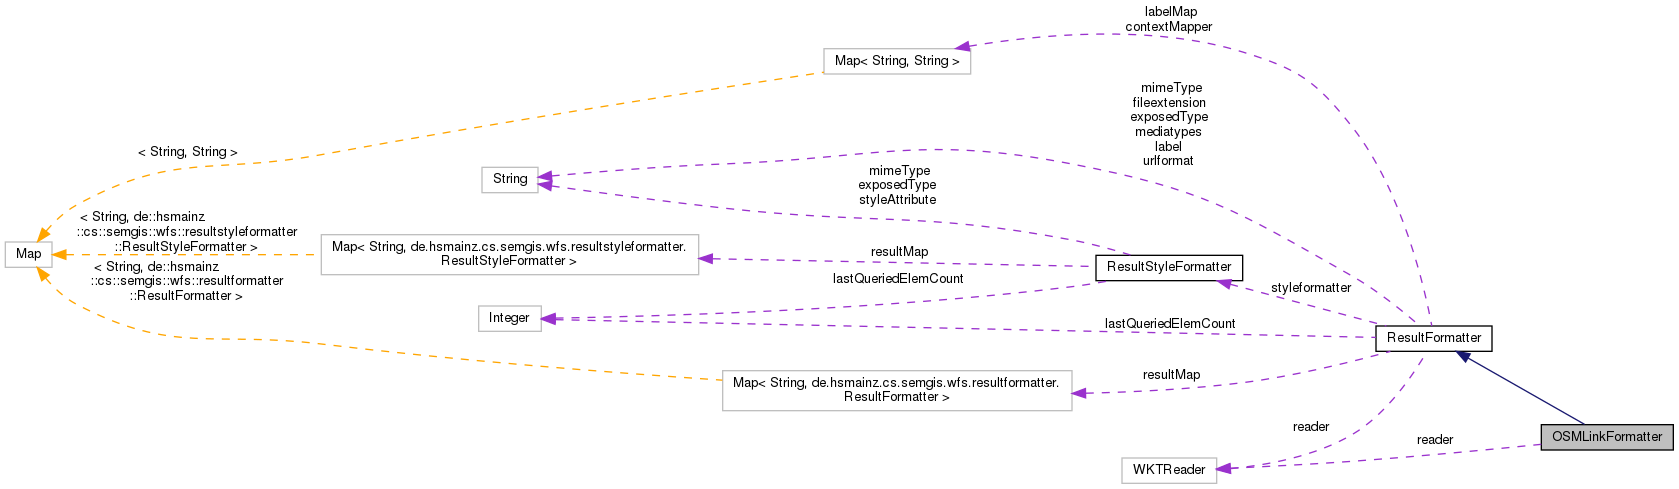 labelMap
contextMapper
Map< String, String >
mimeType
fileextension
exposedType
mediatypes
label
urlformat
< String, String >
String
mimeType
exposedType
styleAttribute
< String, de::hsmainz
::cs::semgis::wfs::resultstyleformatter
::ResultStyleFormatter >
Map
Map< String, de.hsmainz.cs.semgis.wfs.resultstyleformatter.
ResultStyleFormatter >
resultMap
ResultStyleFormatter
< String, de::hsmainz
::cs::semgis::wfs::resultformatter
::ResultFormatter >
lastQueriedElemCount
styleformatter
Integer
lastQueriedElemCount
ResultFormatter
Map< String, de.hsmainz.cs.semgis.wfs.resultformatter.
ResultFormatter >
resultMap
reader
reader
OSMLinkFormatter
WKTReader